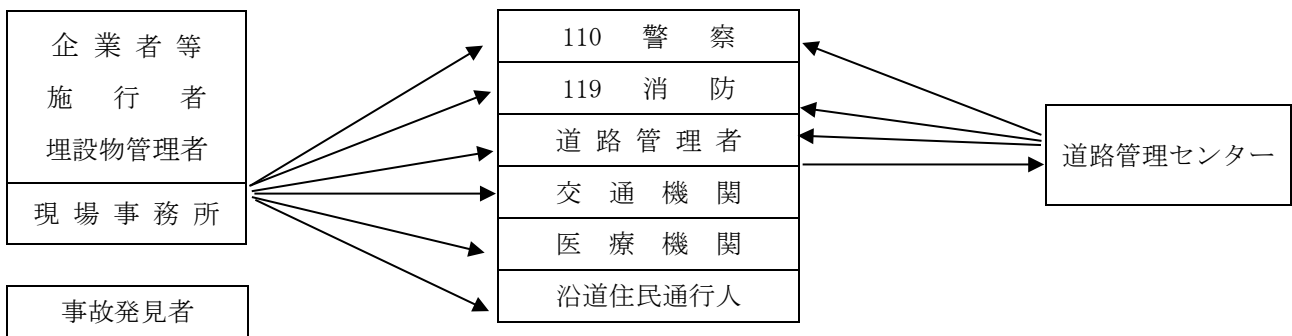 企業者等
施行者
埋設物管理者
現場事務所
事故発見者
110 警察
119 消防
道路管理者
交通機関
医療機関
沿道住民通行人
道路管理センター